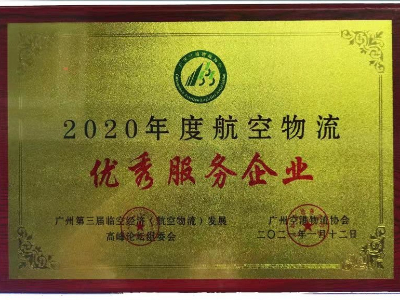 2020年度航空物流
优秀服务企业
广州第三届临空经济（航空物流）发展
高峰论坛组委会
广州空港物流协会
二〇二一年一月十二日